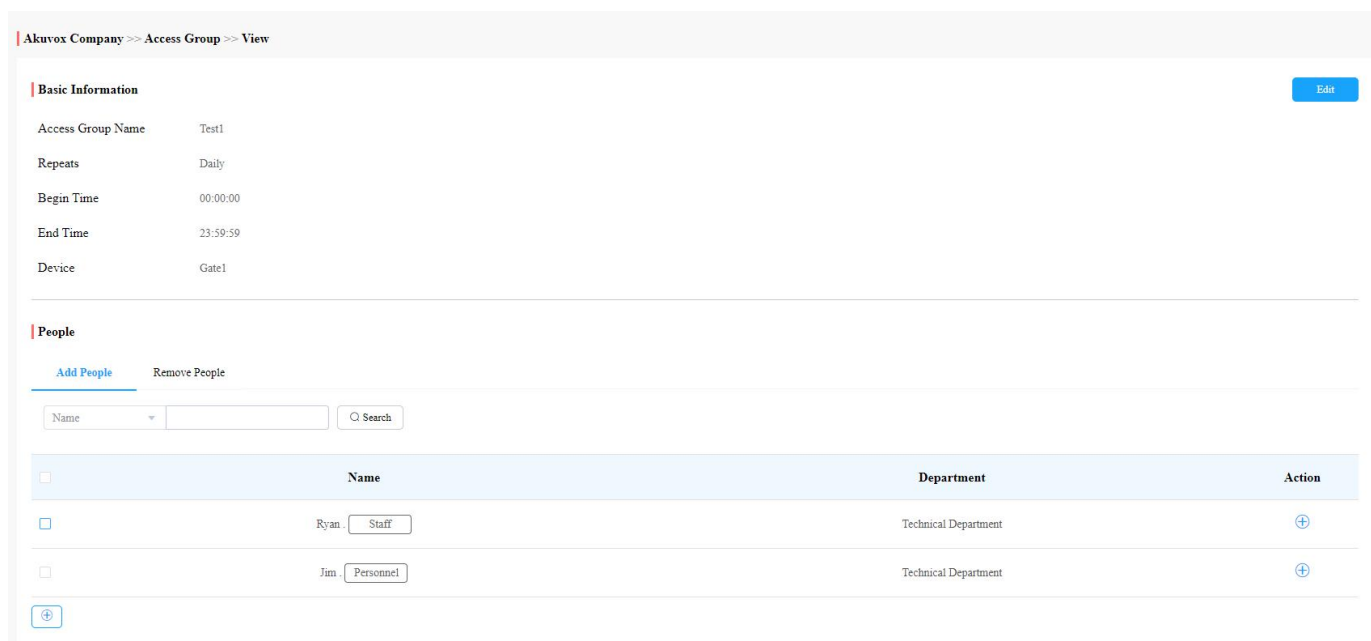 Akuvox Company >> Access Group >> View
Basic Information
Edit
Access Group Name Test1
Repeats Daily
Begin Time 00:00:00
End Time 23:59:59
Device Gate1
People
Add People Remove People
Name Search
Name Department Action
Ryan . Staff Technical Department
Jim . Personnel Technical Department